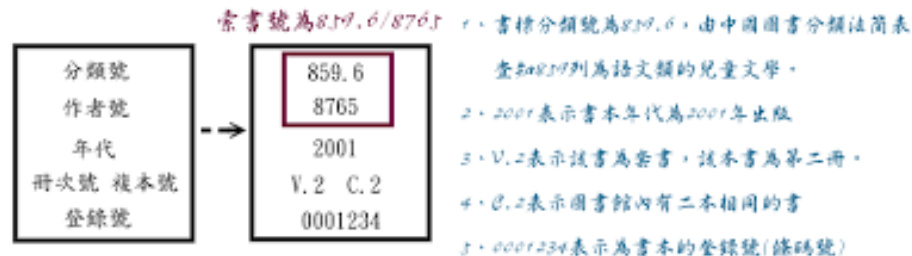 索書號為859.6/8765
分類號
作者號
年代
冊次號 複本號
登錄號
859.6
8765
2001
V.2 C.2
0001234
1、書標分類號為859.6,由中國圖書分類法簡表
查知859列為語文類的兒童文學。
2、2001表示書本年代為2001年出版
3、V.2表示該書為套書,該本書為第二冊。
4、C.2表示圖書館內有二本相同的書
5、0001234表示為書本的登錄號(條碼號)